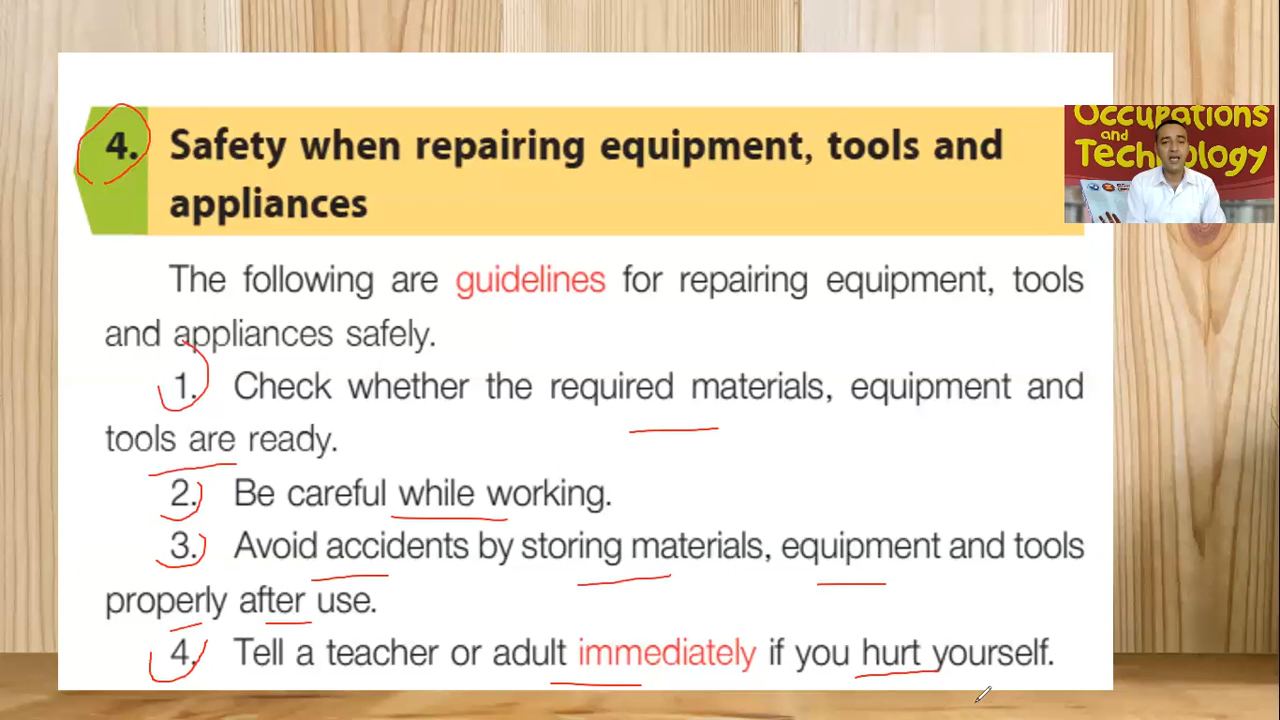 4. Safety when repairing equipment, tools and
appliances
Occupations
and
Technology
The following are guidelines for repairing equipment, tools
and appliances safely.
1. Check whether the required materials, equipment and
tools are ready.
2. Be careful while working.
3. Avoid accidents by storing materials, equipment and tools
properly after use.
4. Tell a teacher or adult immediately if you hurt yourself.